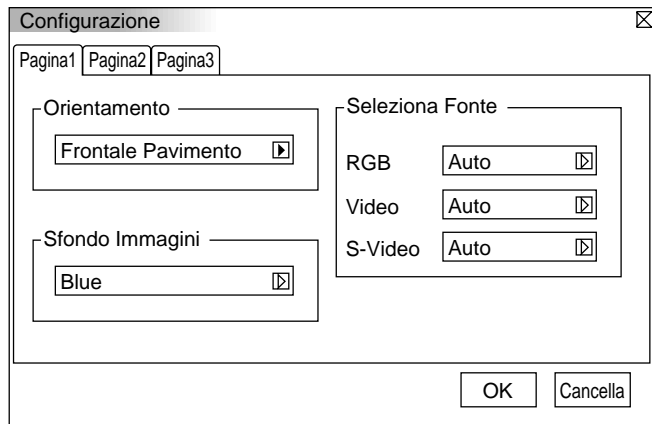 Configurazione
Pagina1 Pagina2 Pagina3
Orientamento
Frontale Pavimento
Sfondo Immagini
Blue
Seleziona Fonte
RGB Auto
Video Auto
S-Video Auto
OK Cancella